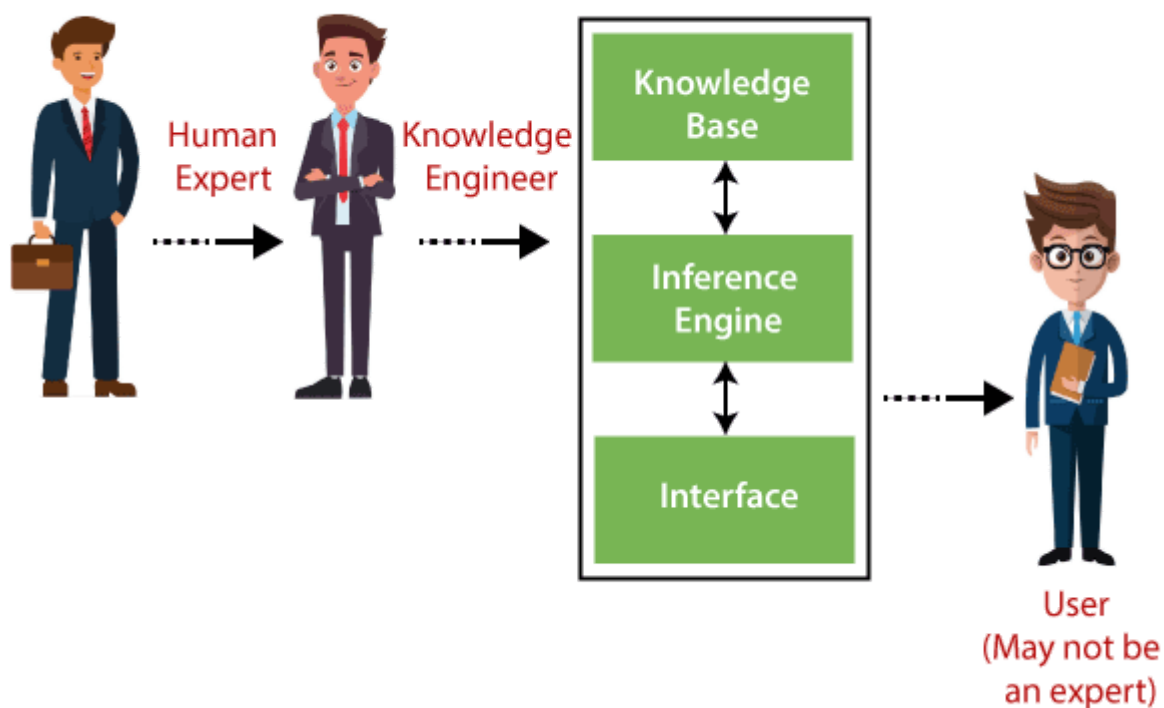 Human
Expert
Knowledge
Engineer
Knowledge
Base
Inference
Engine
Interface
User
(May not be
an expert)